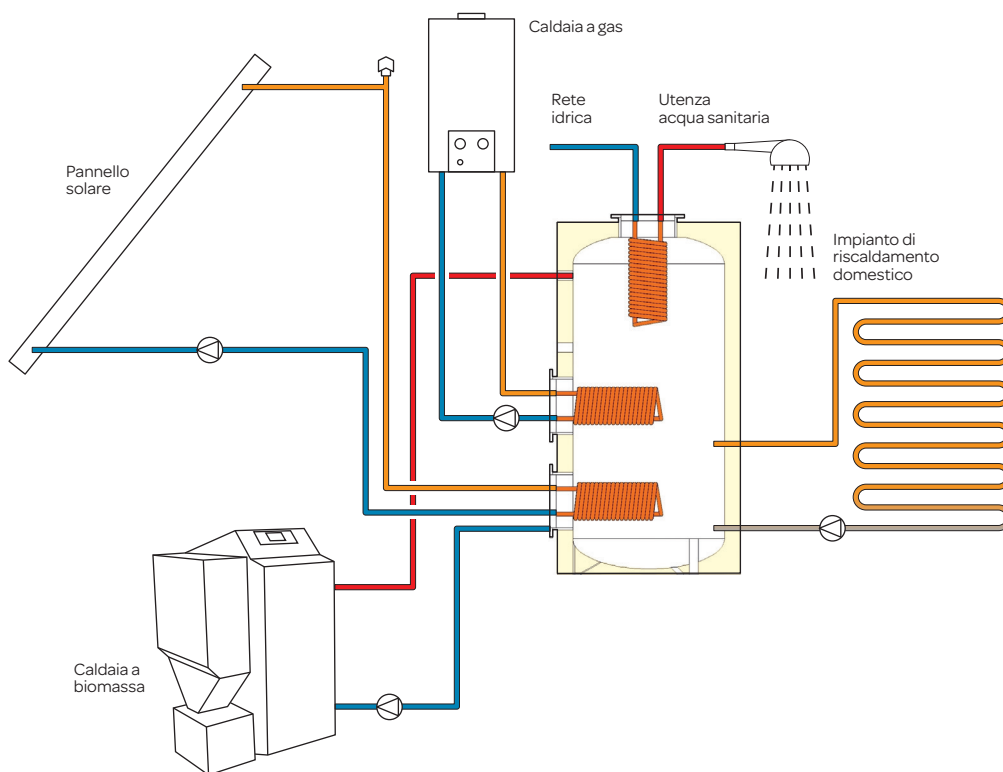 Caldaia a gas
Rete
idrica
Utenza
acqua sanitaria
Pannello
solare
Impianto di
riscaldamento
domestico
Caldaia a
biomassa